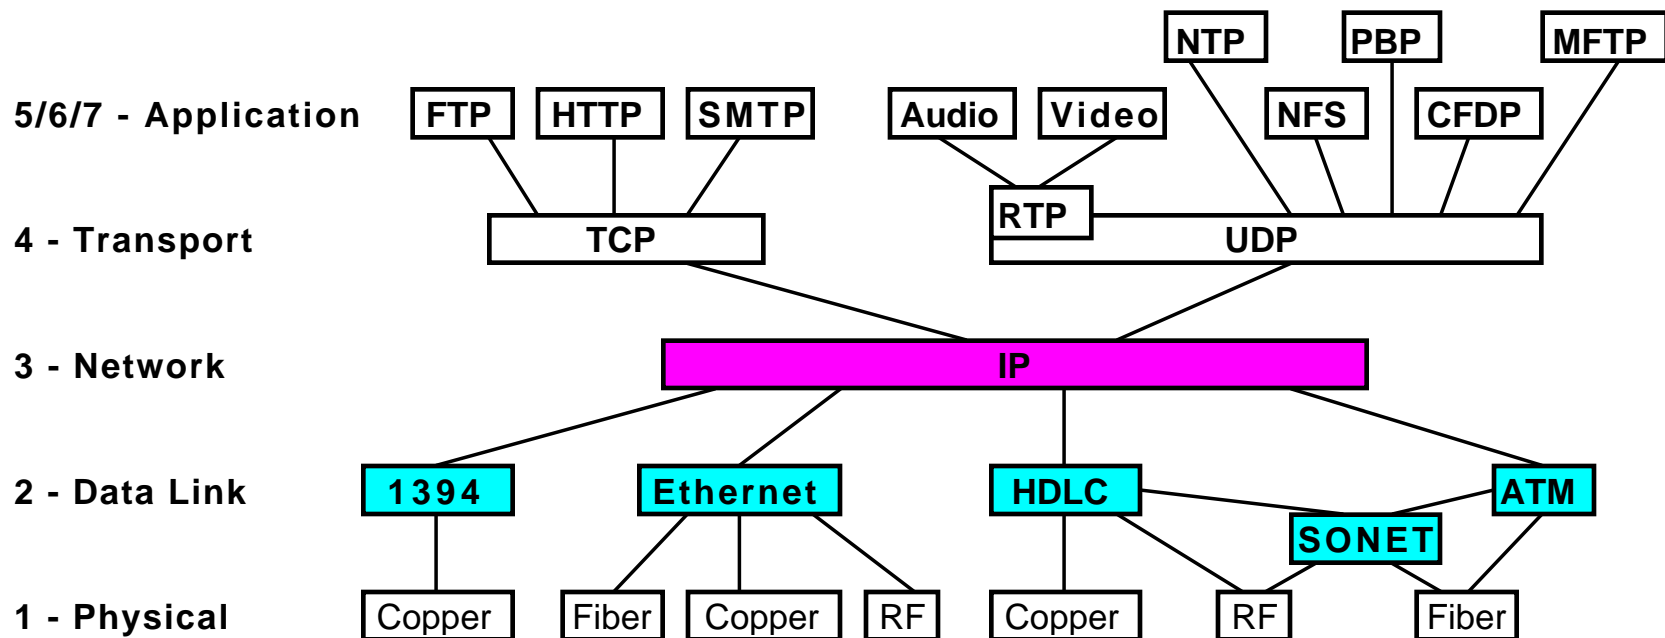 NTP PBP MFTP
5/6/7 - Application FTP HTTP SMTP Audio Video NFS CFDP
RTP
4 - Transport TCP UDP
3 - Network IP
2 - Data Link 1394 Ethernet HDLC ATM
SONET
1 - Physical Copper Fiber Copper RF Copper RF Fiber